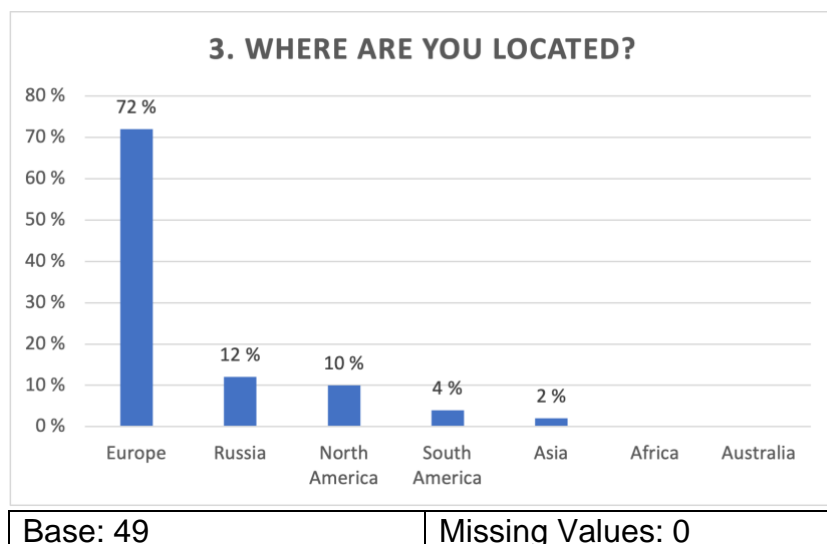 3. WHERE ARE YOU LOCATED?
80 %
70 %
60 %
50 %
40 %
30 %
20 %
10 %
0 %
72 %
12 %
10 %
4 %
2 %
Europe
Russia
North
America
South
America
Asia
Africa
Australia
Base: 49
Missing Values: 0